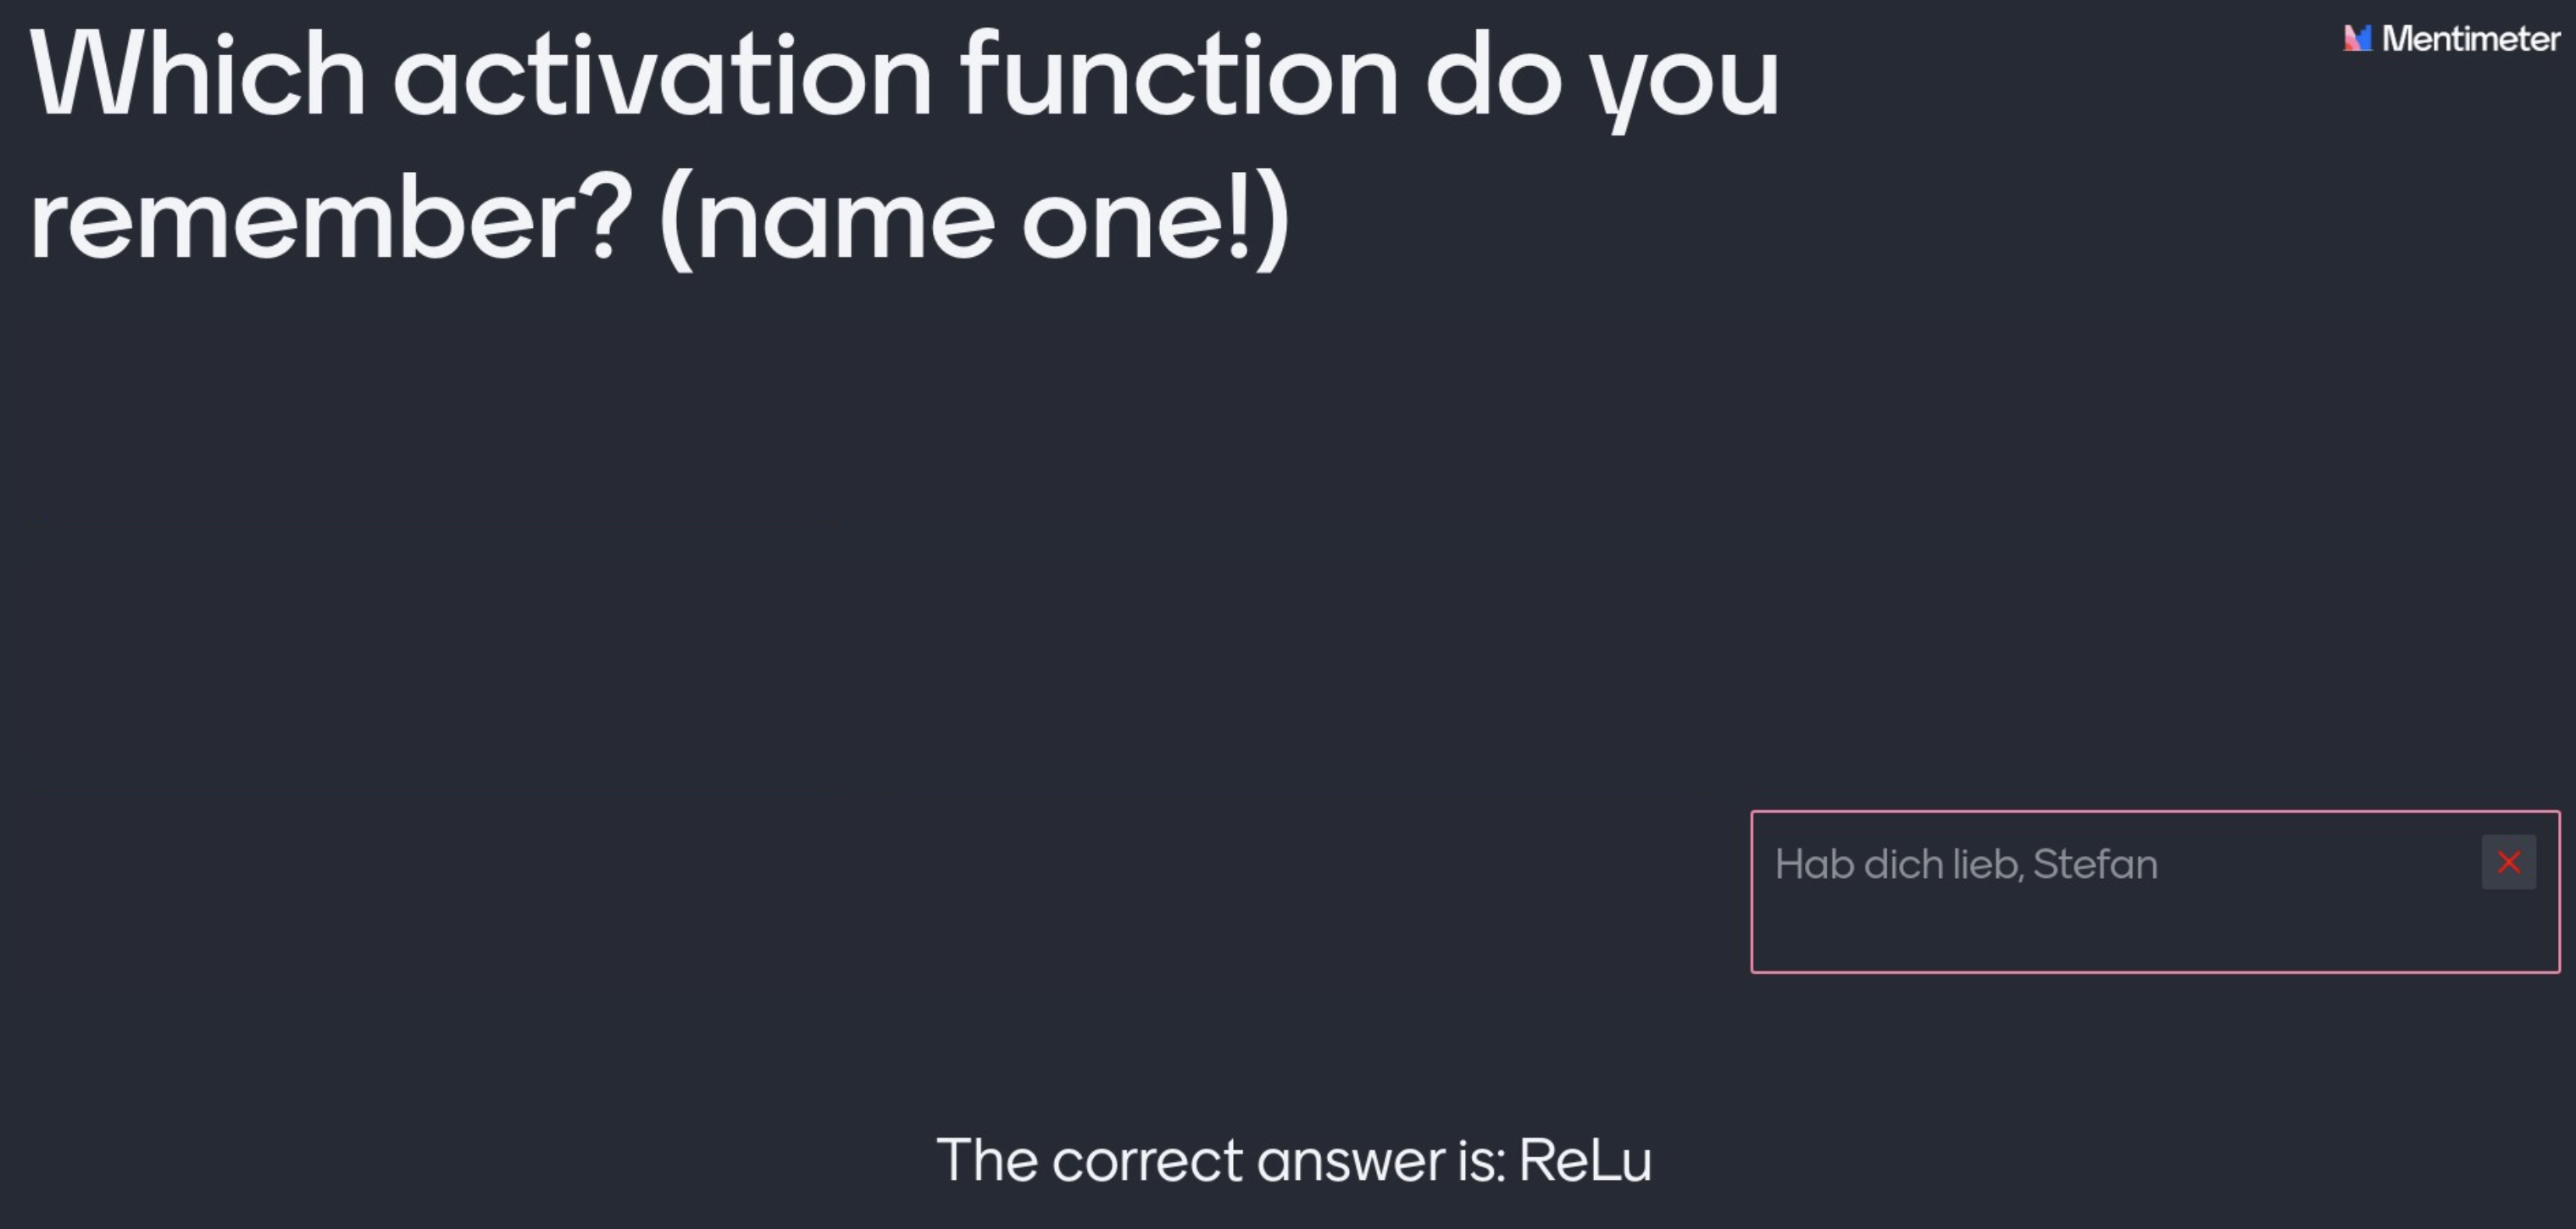 Which activation function do you
remember? (name one!)
Mentimeter
Hab dich lieb, Stefan
The correct answer is: ReLu